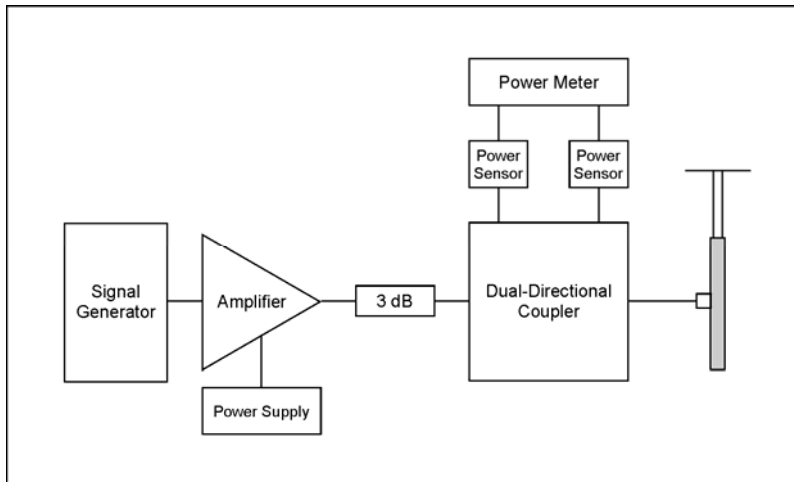 Power Meter
Power
Sensor
Power
Sensor
Signal
Generator
Amplifier
3 dB
Dual-Directional
Coupler
Power Supply